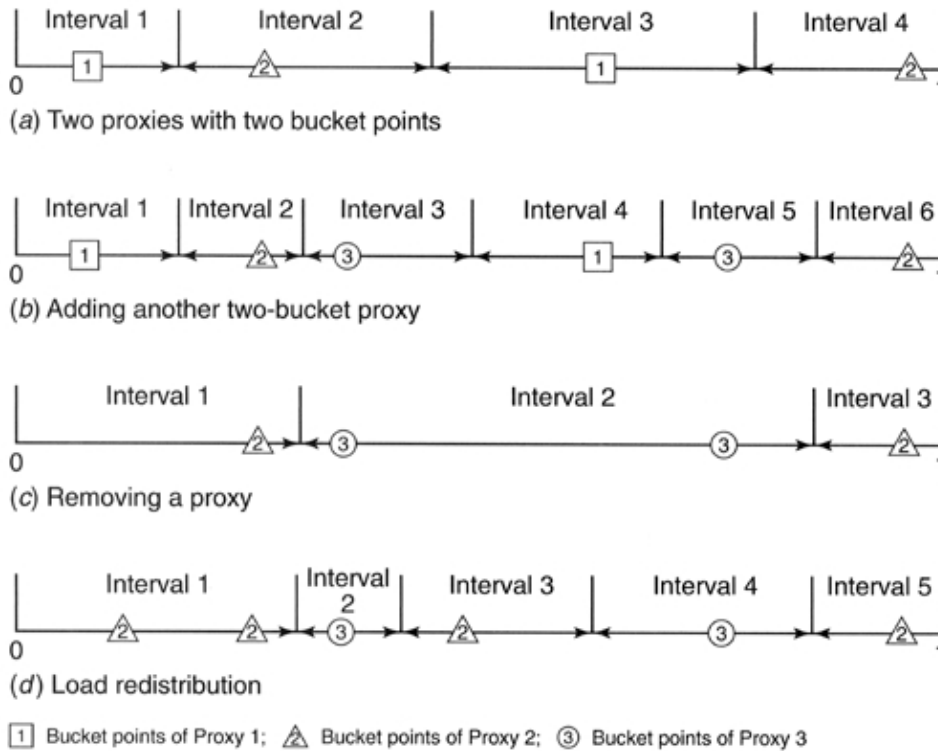 Interval 1 Interval 2 Interval 3 Interval 4
1 2 1 2
0
(a) Two proxies with two bucket points
Interval 1 Interval 2 Interval 3 Interval 4 Interval 5 Interval 6
1 2 3 1 3 2
0
(b) Adding another two-bucket proxy
Interval 1 Interval 2 Interval 3
2 3 3 2
0
(c) Removing a proxy
Interval 1 Interval 2 Interval 3 Interval 4 Interval 5
2 2 3 2 3 2
0
(d) Load redistribution
1 Bucket points of Proxy 1; 2 Bucket points of Proxy 2; 3 Bucket points of Proxy 3